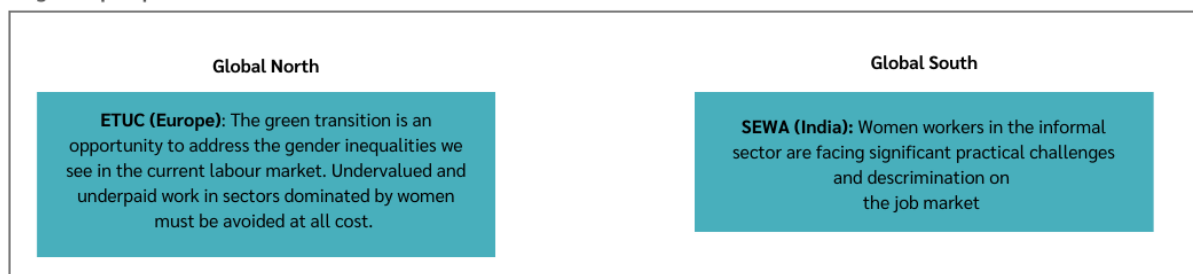 Global North
ETUC (Europe): The green transition is an
opportunity to address the gender inequalities we
see in the current labour market. Undervalued and
underpaid work in sectors dominated by women
must be avoided at all cost.
Global South
SEWA (India): Women workers in the informal
sector are facing significant practical challenges
and descrimination on
the job market